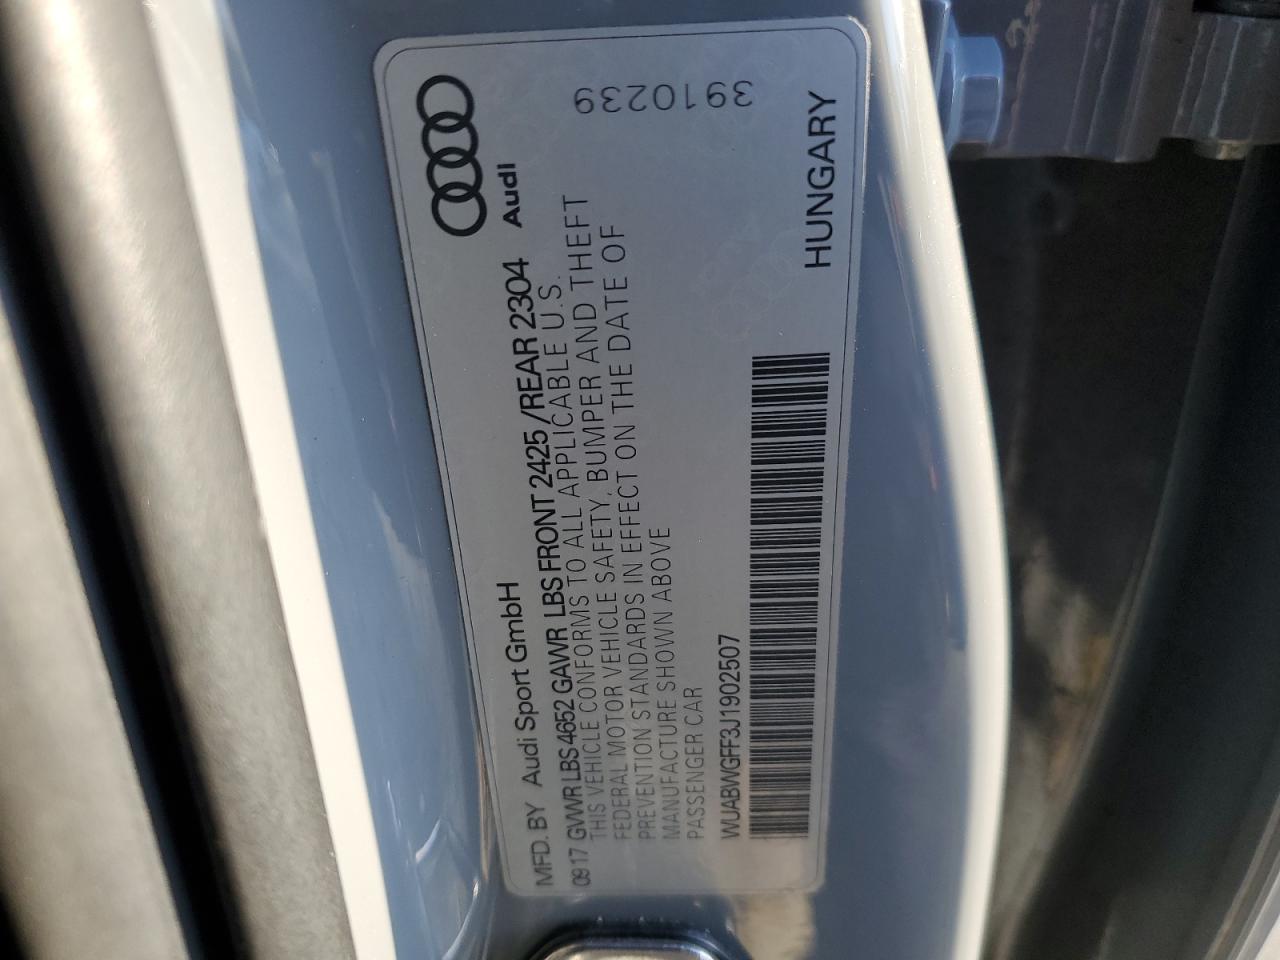 MFD. BY Audi Sport GmbH
Audi
09 17 GVWR LBS 4652 GAWR LBS FRONT 2425 /REAR 2304
THIS VEHICLE CONFORMS TO ALL APPLICABLE U.S.
FEDERAL MOTOR VEHICLE SAFETY, BUMPER AND THEFT
PREVENTION STANDARDS IN EFFECT ON THE DATE OF
MANUFACTURE SHOWN ABOVE
PASSENGER CAR
WUABWGFF3J1902507
HUNGARY
3910239